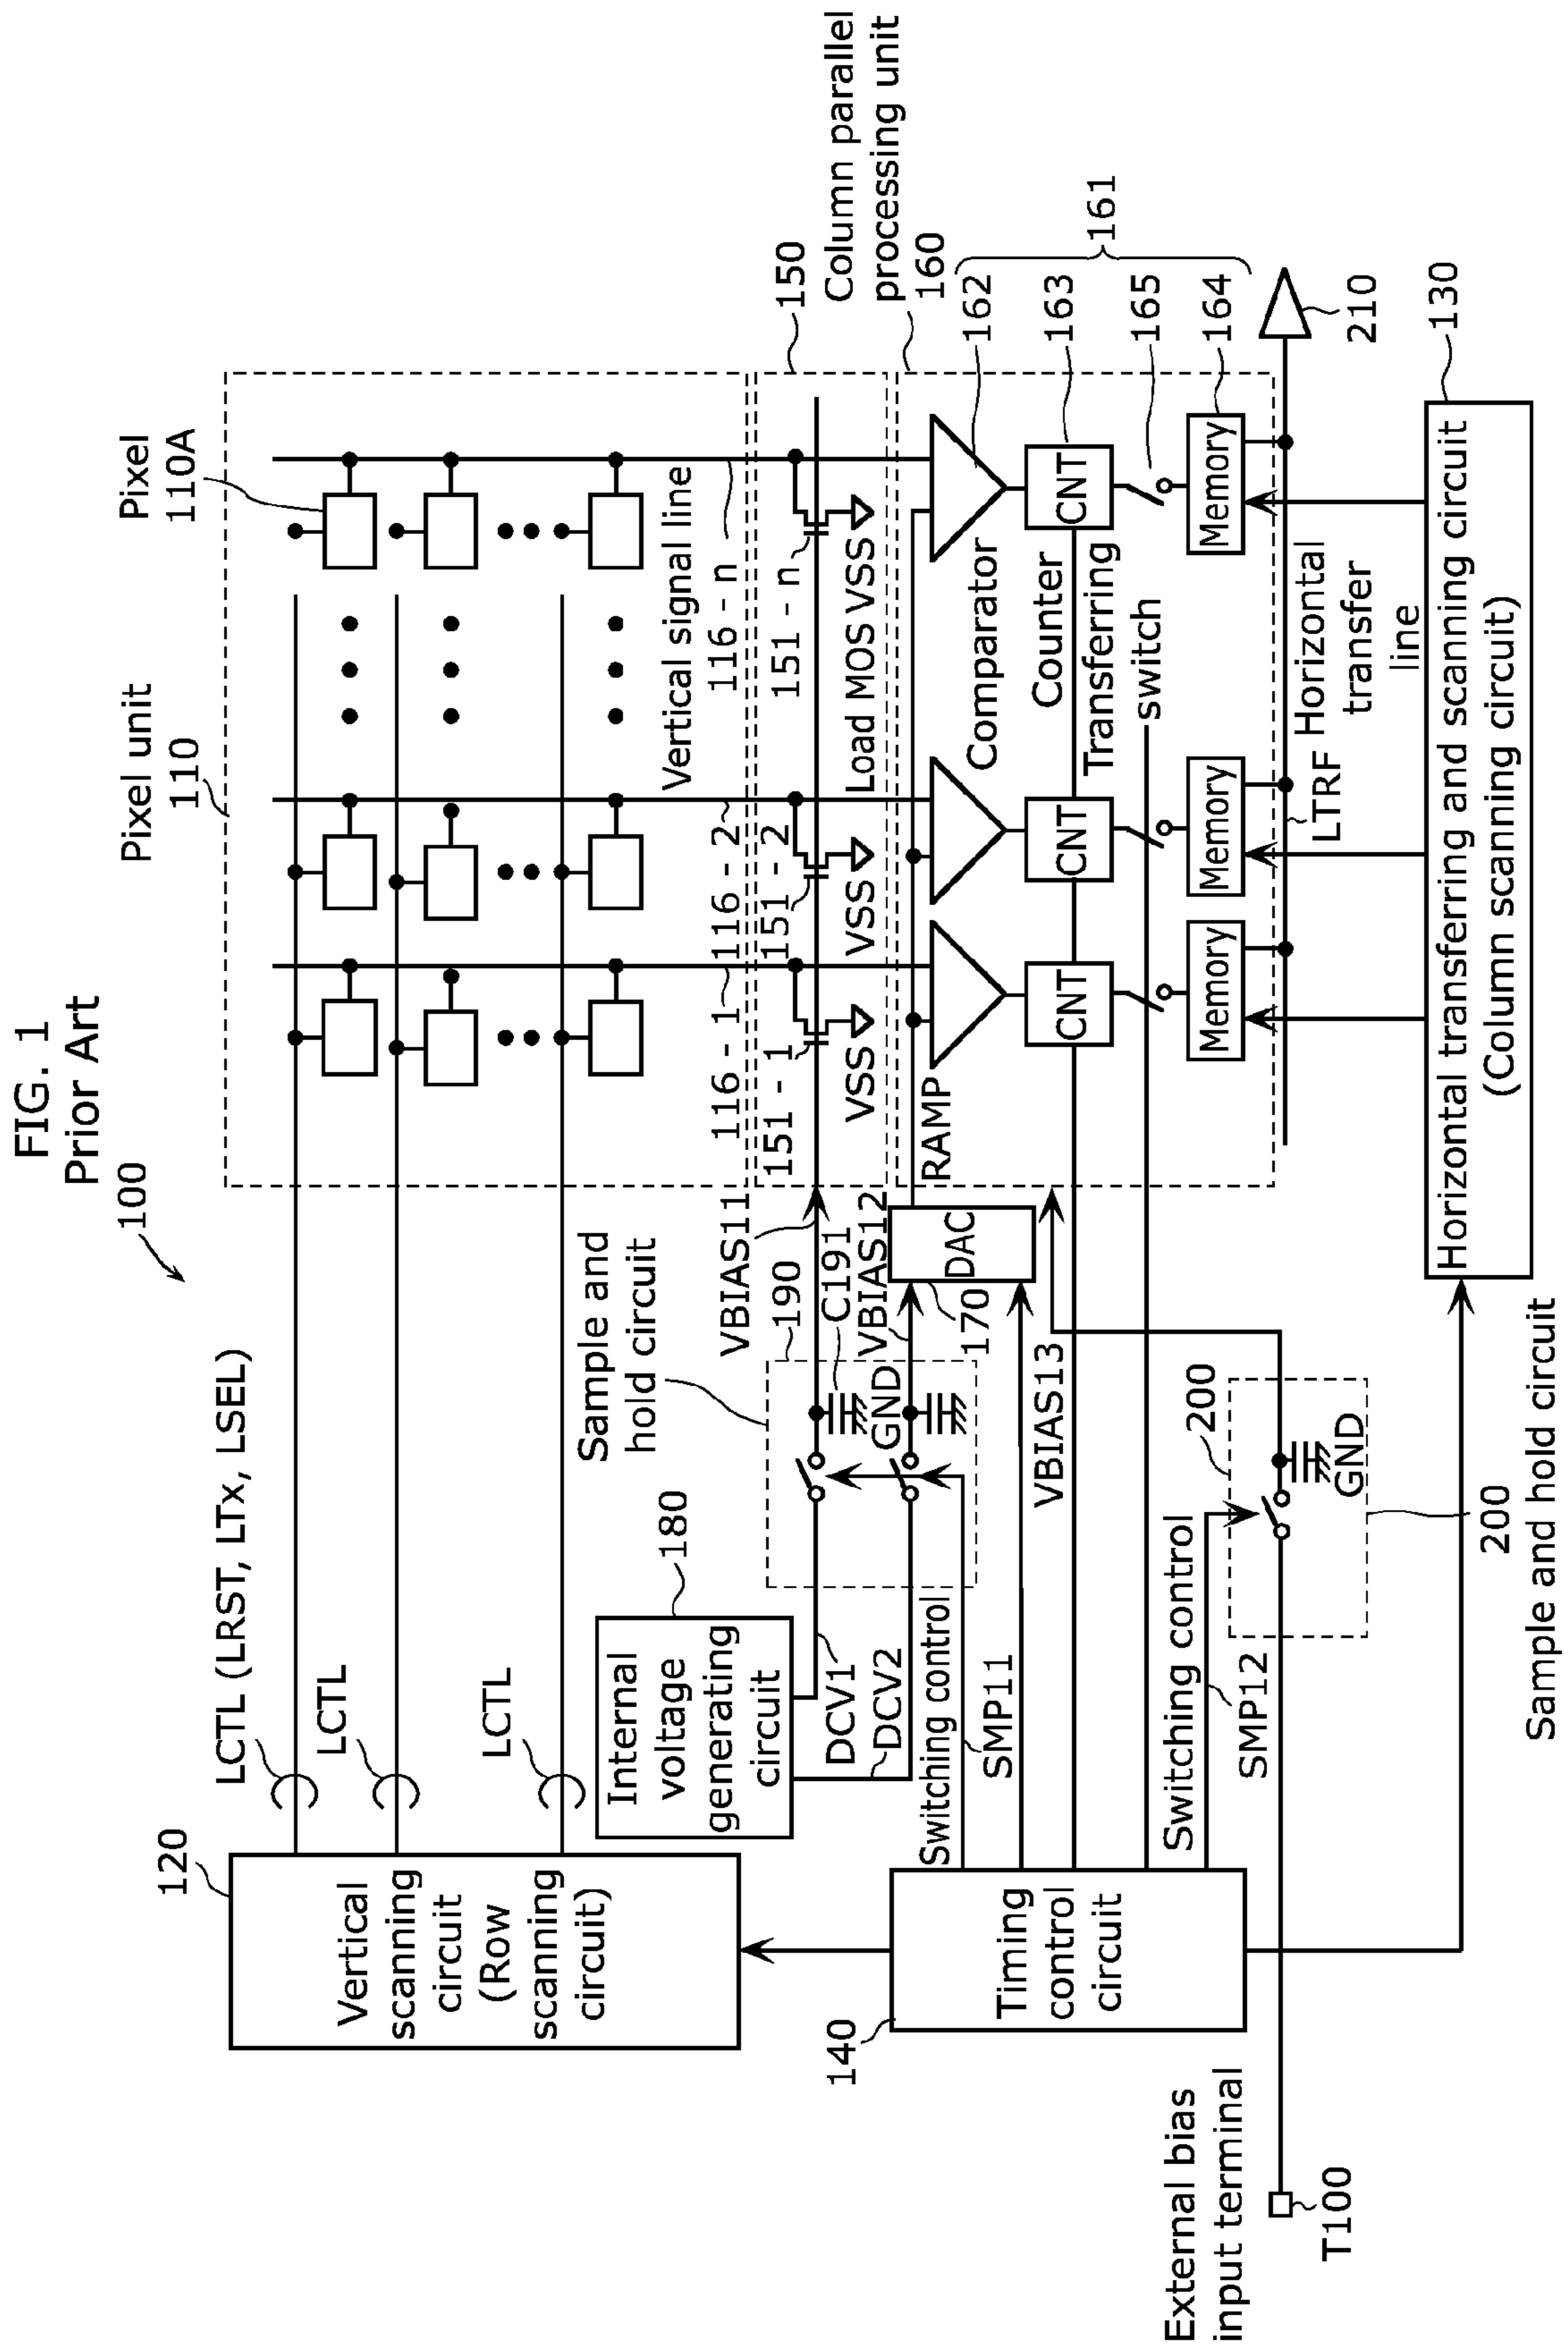 FIG. 1
Prior Art
100
Pixel unit
110
Pixel
110A
120
Vertical
scanning
circuit
(Row
scanning
circuit)
LCTL (LRST, LTx, LSEL)
LCTL
LCTL
Vertical signal line
116 - 1
116 - 2
116 - n
150
151 - 1
151 - 2
151 - n
VSS
VSS
Load MOS VSS
Sample and
hold circuit
VBIAS11
190
C191
VBIAS12
GND
180
Internal
voltage
generating
circuit
DCV1
DCV2
Column parallel
processing unit
160
RAMP
DAC
170
Comparator
162
Counter
163
CNT
CNT
CNT
Transferring
switch
165
161
164
Memory
Memory
Memory
140
Timing
control
circuit
Switching control
SMP11
VBIAS13
Switching control
SMP12
200
GND
200
Sample and hold circuit
External bias
input terminal
T100
LTRF
Horizontal
transfer
line
210
130
Horizontal transferring and scanning circuit
(Column scanning circuit)